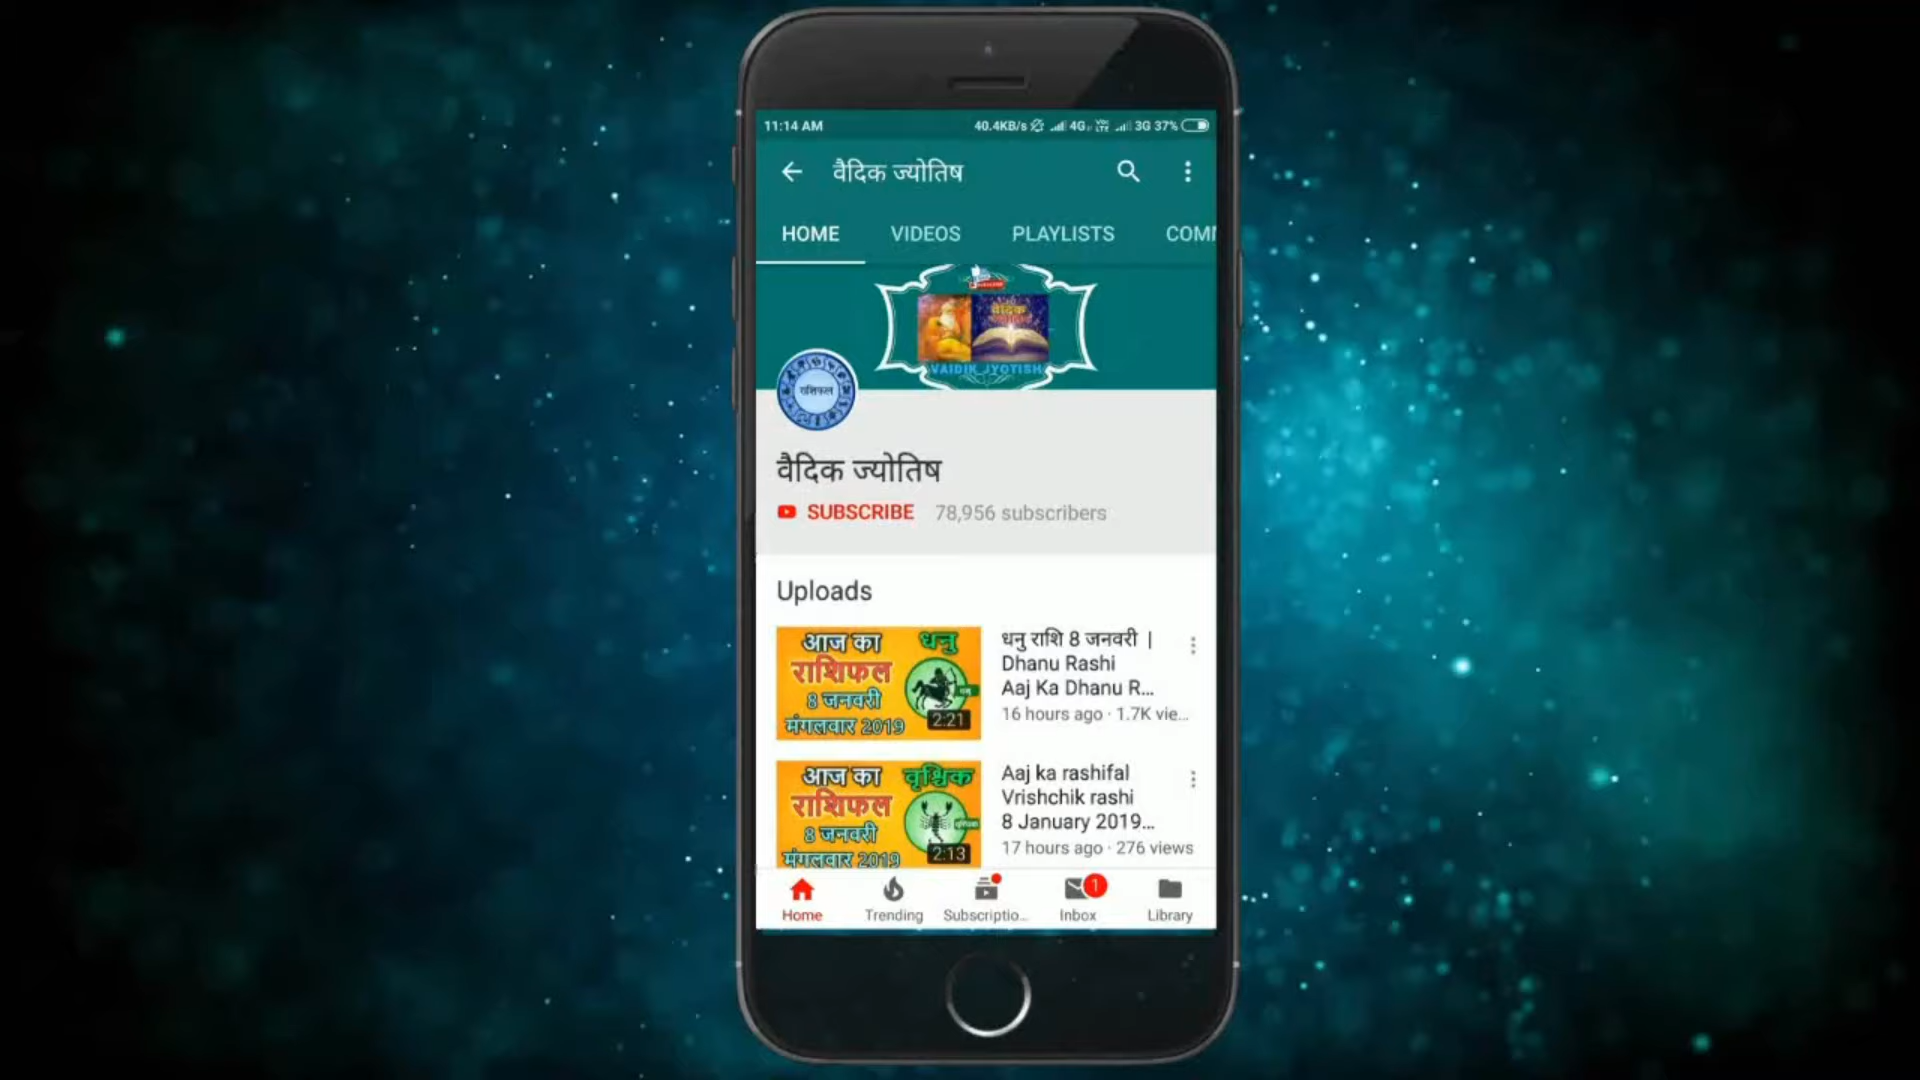 11:14 AM
40.4KB/s 4G VoLTE 3G 37%
वैदिक ज्योतिष
HOME VIDEOS PLAYLISTS COM
वैदिक
VAIDIK JYOTISH
राशिफल
वैदिक ज्योतिष
SUBSCRIBE 78,956 subscribers
Uploads
आज का धनु
राशिफल
8 जनवरी
मंगलवार 2019
2:21
धनु राशि 8 जनवरी |
Dhanu Rashi
Aaj Ka Dhanu R...
16 hours ago · 1.7K vie...
आज का वृश्चिक
राशिफल
8 जनवरी
मंगलवार 2019
2:13
Aaj ka rashifal
Vrishchik rashi
8 January 2019...
17 hours ago · 276 views
1
Home Trending Subscriptio... Inbox Library